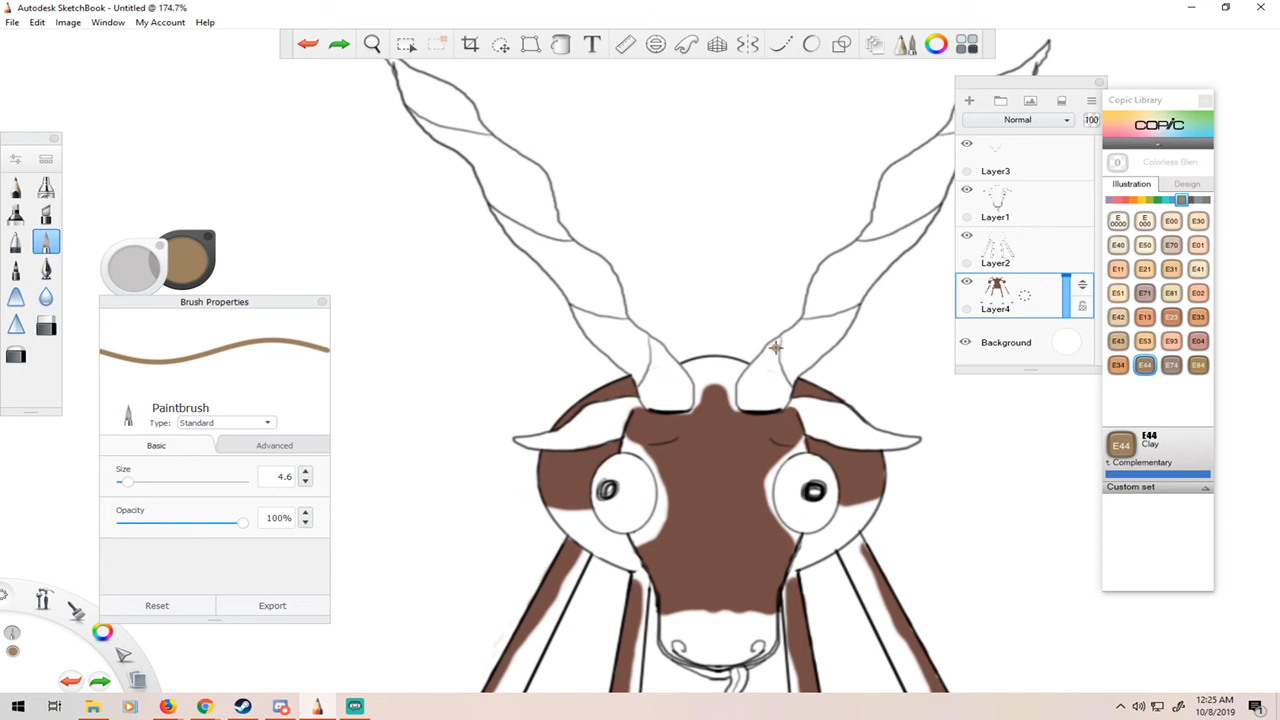 Autodesk SketchBook - Untitled @ 174.7%
File Edit Image Window My Account Help
Normal 100
Layer3
Layer1
Layer2
Layer4
Background
Copic Library
COPIC
0 Colorless Blen
Illustration Design
E0000 E000 E00 E30
E40 E50 E70 E01
E11 E21 E31 E41
E51 E71 E81 E02
E42 E13 E23 E33
E43 E53 E93 E04
E34 E44 E74 E84
E44 E44
Clay
Complementary
Custom set
Brush Properties
Paintbrush
Type: Standard
Basic Advanced
Size 4.6
Opacity 100%
Reset Export
12:25 AM
10/8/2019